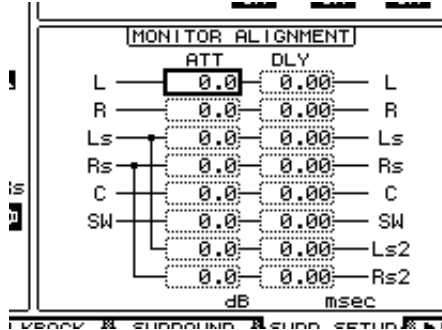 MONITOR ALIGNMENT
ATT DLY
L 0.0 0.00 L
R 0.0 0.00 R
Ls 0.0 0.00 Ls
Rs 0.0 0.00 Rs
C 0.0 0.00 C
SW 0.0 0.00 SW
0.0 0.00 Ls2
0.0 0.00 Rs2
dB msec
SURROUND SURR SETUP